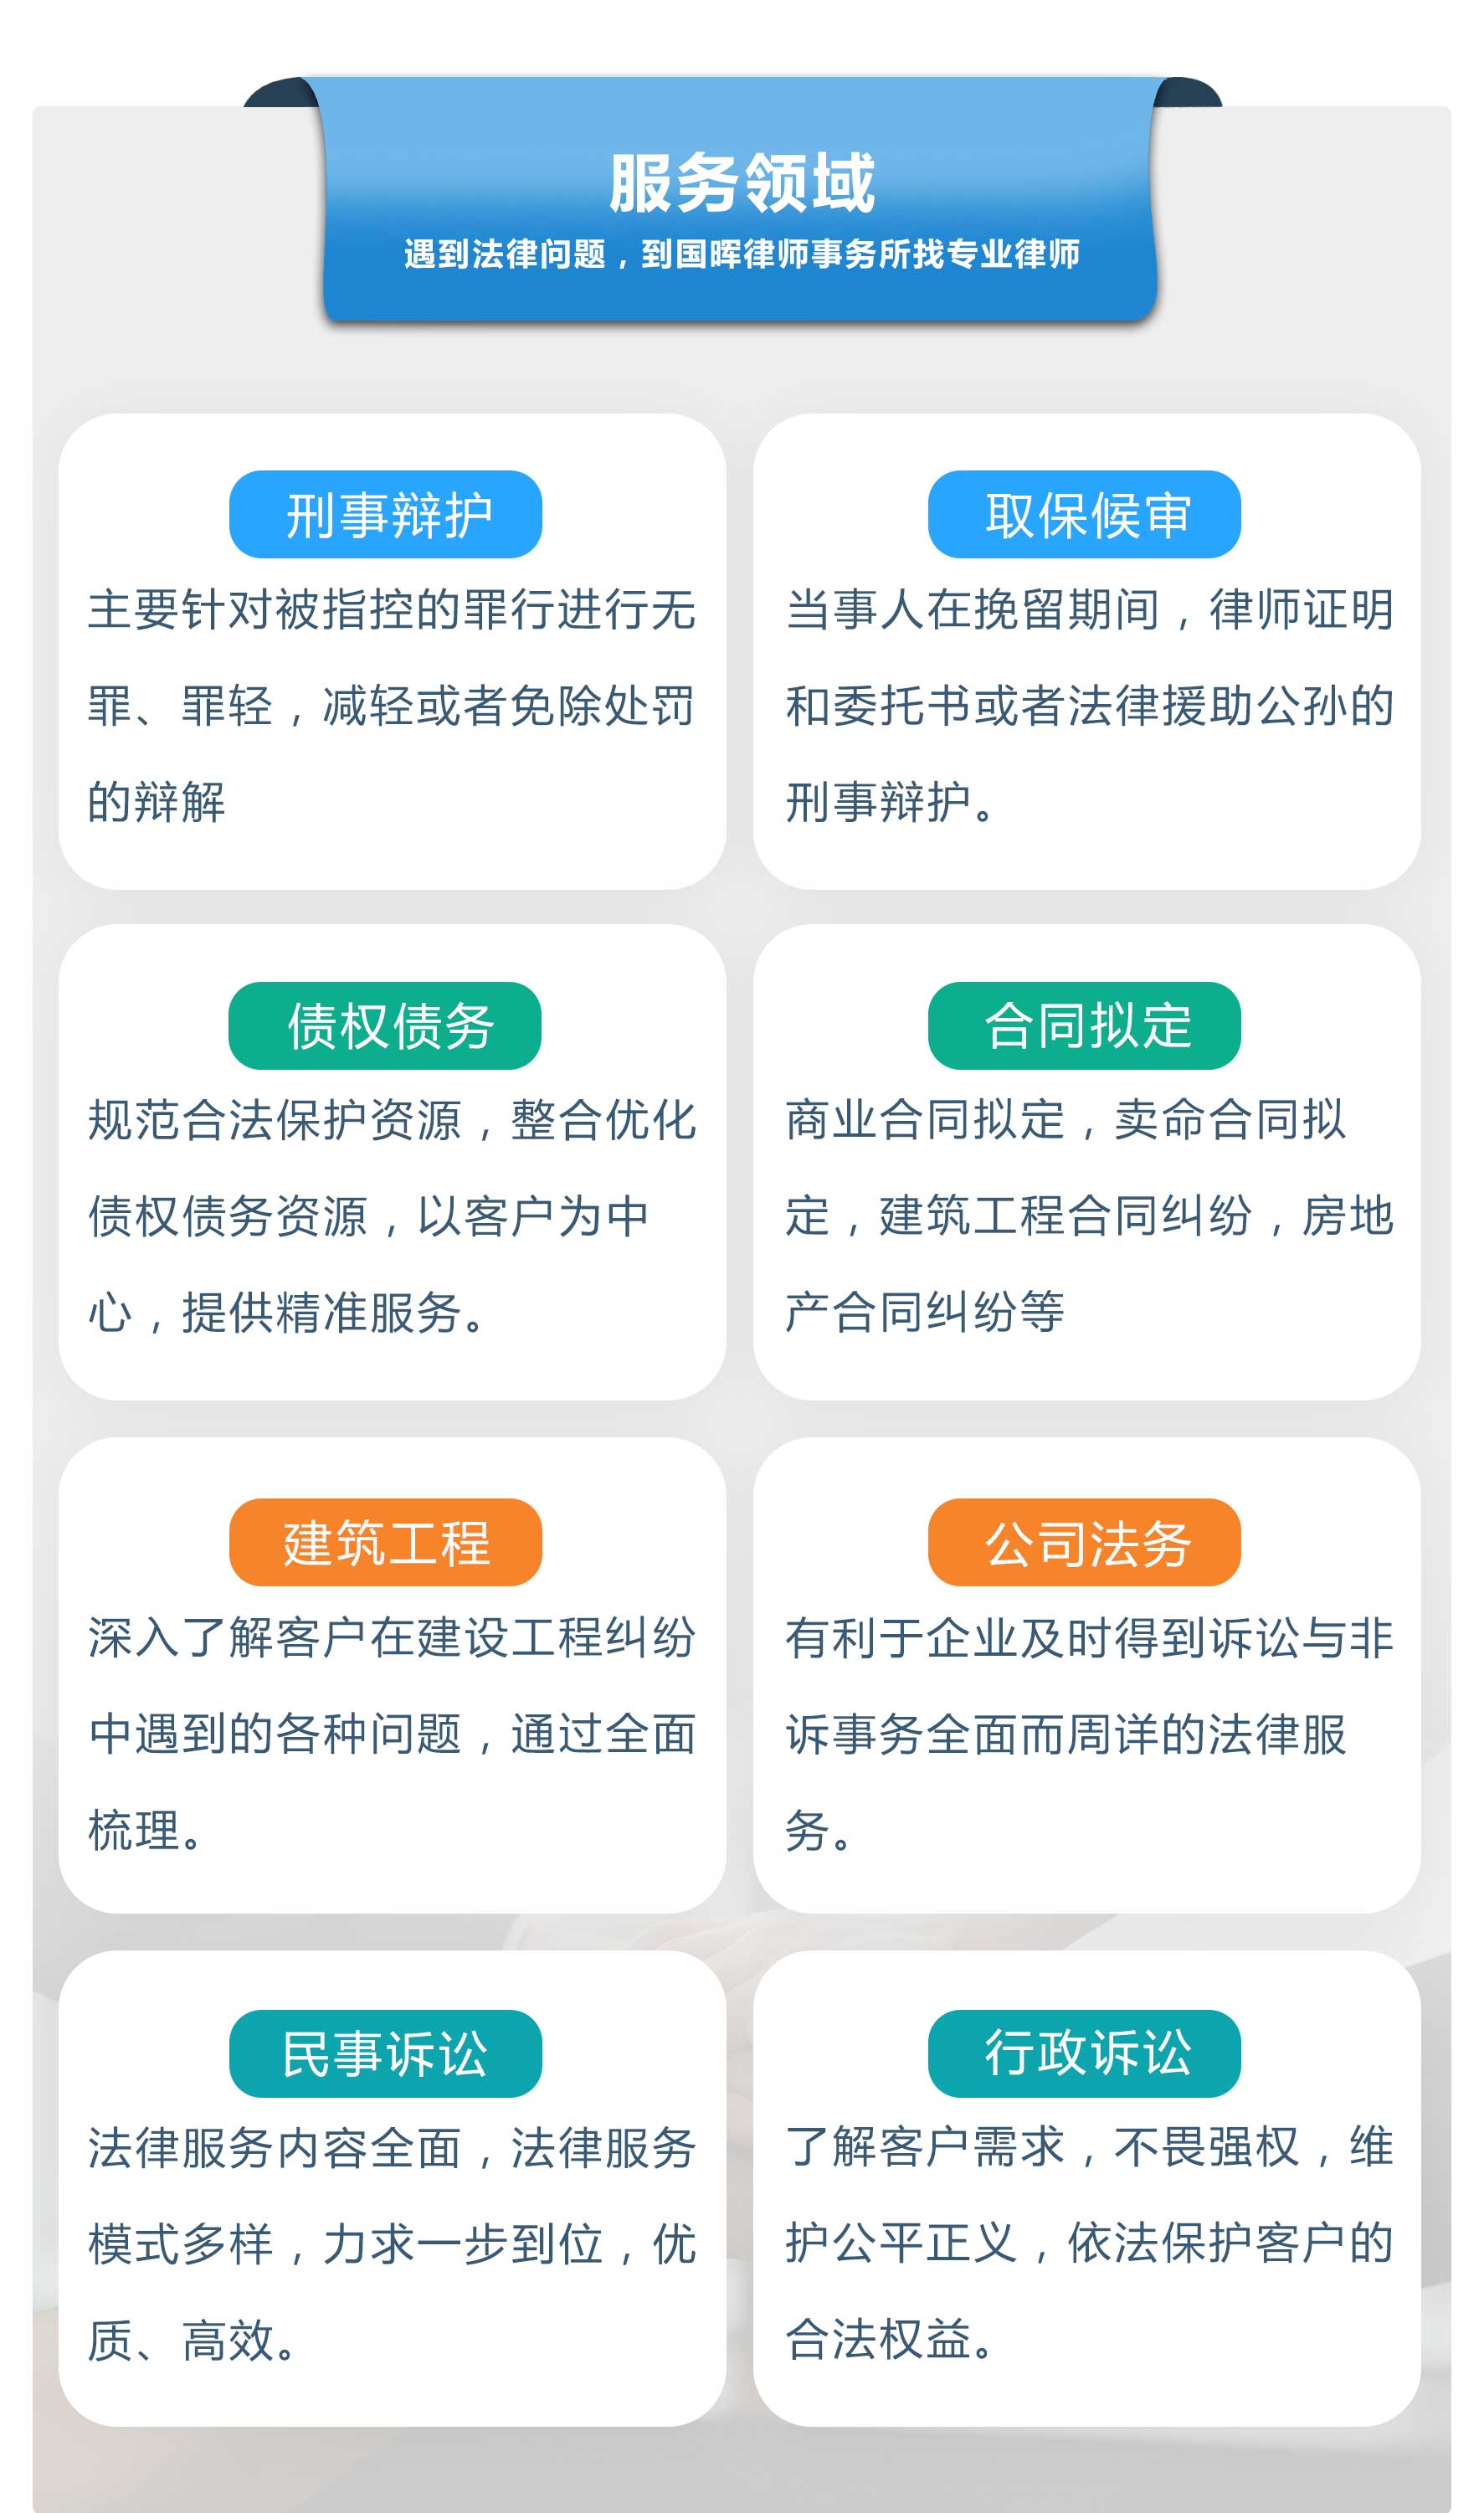 服务领域
遇到法律问题，到国晖律师事务所找专业律师
刑事辩护
主要针对被指控的罪行进行无
罪、罪轻，减轻或者免除处罚
的辩解
取保候审
当事人在挽留期间，律师证明
和委托书或者法律援助公孙的
刑事辩护。
债权债务
规范合法保护资源，整合优化
债权债务资源，以客户为中
心，提供精准服务。
合同拟定
商业合同拟定，卖命合同拟
定，建筑工程合同纠纷，房地
产合同纠纷等
建筑工程
深入了解客户在建设工程纠纷
中遇到的各种问题，通过全面
梳理。
公司法务
有利于企业及时得到诉讼与非
诉事务全面而周详的法律服
务。
民事诉讼
法律服务内容全面，法律服务
模式多样，力求一步到位，优
质、高效。
行政诉讼
了解客户需求，不畏强权，维
护公平正义，依法保护客户的
合法权益。